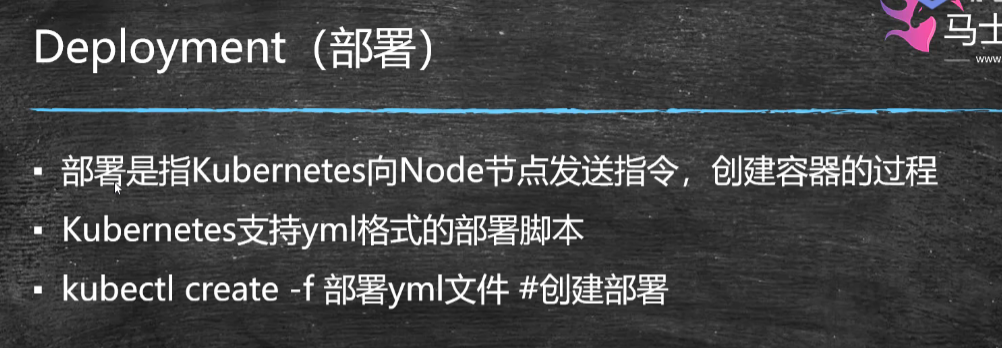 Deployment（部署）
马士
www.
▪ 部署是指Kubernetes向Node节点发送指令，创建容器的过程
▪ Kubernetes支持yml格式的部署脚本
▪ kubectl create -f 部署yml文件 #创建部署